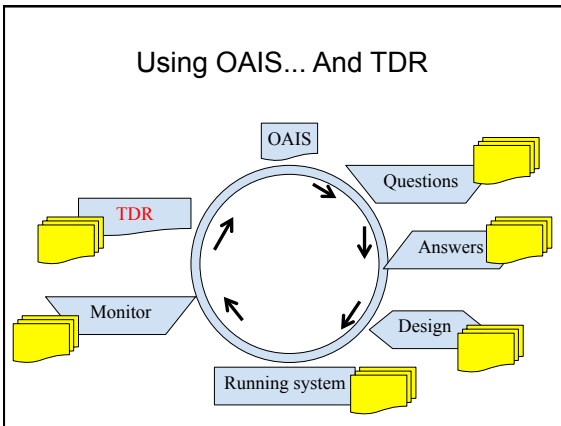 Using OAIS... And TDR
OAIS
Questions
Answers
Design
Running system
Monitor
TDR